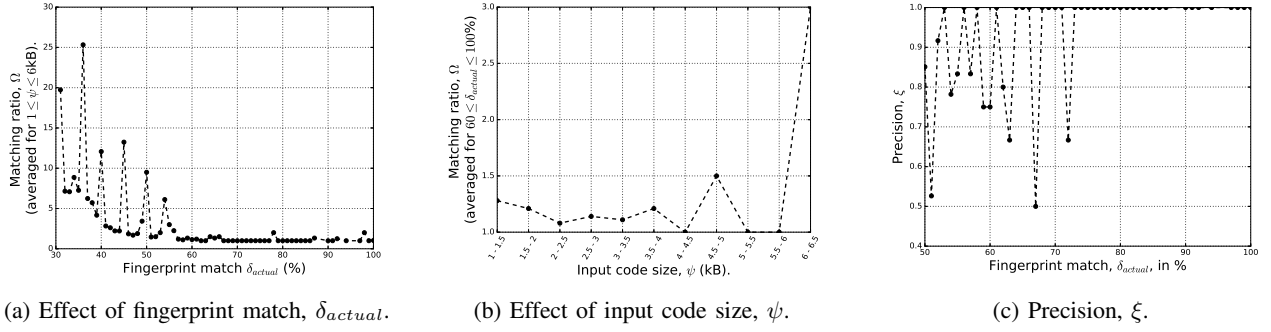 30
25
20
15
10
5
0
30 40 50 60 70 80 90 100
Matching ratio, Ω
(averaged for 1 ≤ ψ ≤ 6kB).
Fingerprint match δactual (%)
(a) Effect of fingerprint match, δactual.
3.0
2.5
2.0
1.5
1.0
1 - 1.5
1.5 - 2
2 - 2.5
2.5 - 3
3 - 3.5
3.5 - 4
4 - 4.5
4.5 - 5
5 - 5.5
5.5 - 6
6 - 6.5
Matching ratio, Ω
(averaged for 60 ≤ δactual ≤ 100%)
Input code size, ψ (kB).
(b) Effect of input code size, ψ.
1.0
0.9
0.8
0.7
0.6
0.5
0.4
50 60 70 80 90 100
Precision, ξ
Fingerprint match, δactual, in %
(c) Precision, ξ.